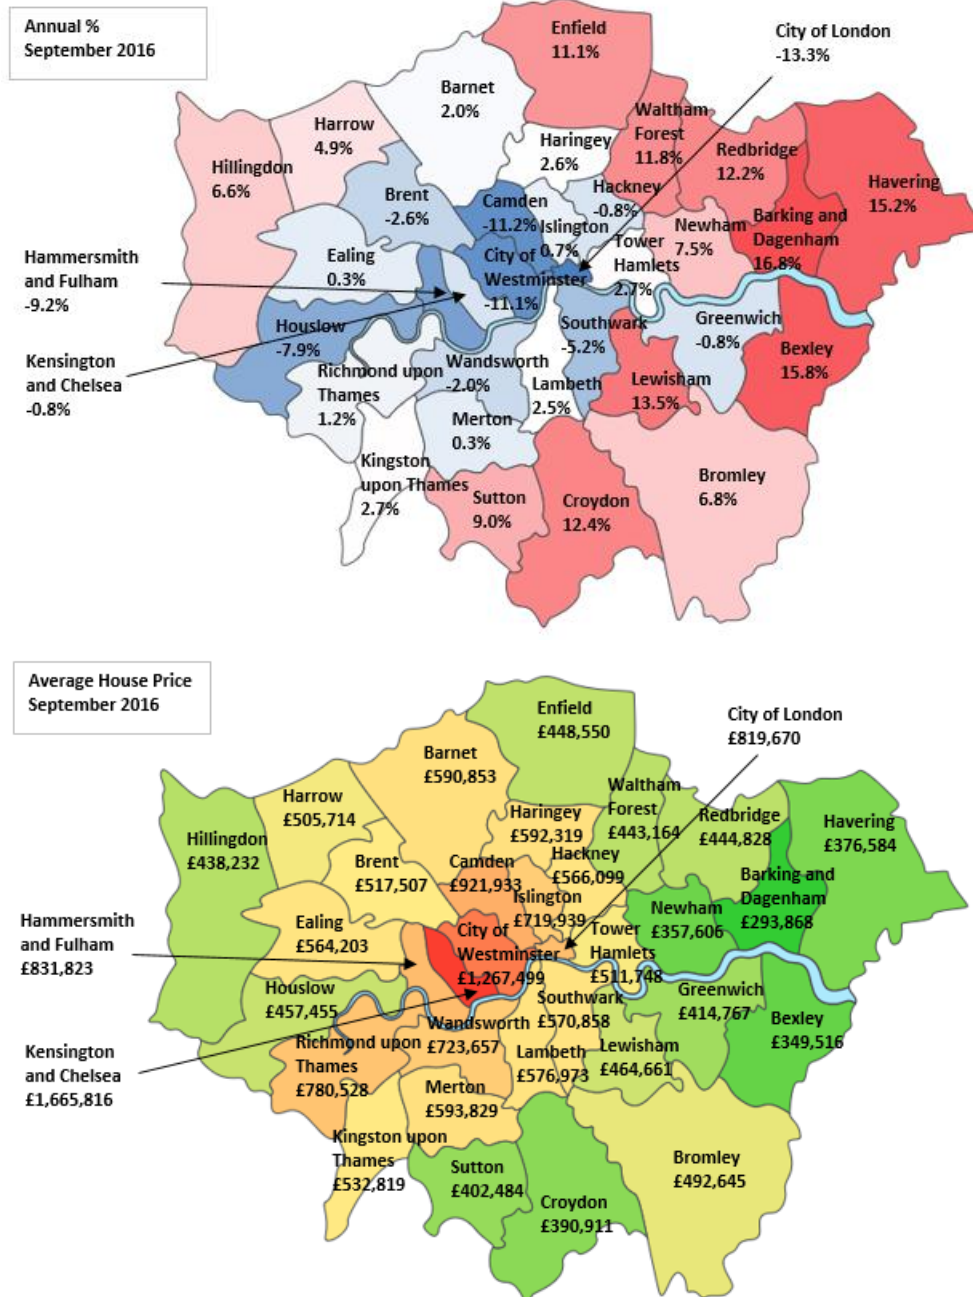 Annual %
September 2016
Enfield
11.1%
City of London
-13.3%
Barnet
2.0%
Harrow
4.9%
Waltham
Forest
11.8%
Haringey
2.6%
Redbridge
12.2%
Hillingdon
6.6%
Havering
15.2%
Brent
-2.6%
Camden
-11.2%
Hackney
-0.8%
Islington
0.7%
Newham
7.5%
Barking and
Dagenham
16.8%
Hammersmith
and Fulham
-9.2%
Ealing
0.3%
City of
Westminster
-11.1%
Tower
Hamlets
2.7%
Houslow
-7.9%
Southwark
-5.2%
Greenwich
-0.8%
Bexley
15.8%
Kensington
and Chelsea
-0.8%
Richmond upon
Thames
1.2%
Wandsworth
-2.0%
Lambeth
2.5%
Lewisham
13.5%
Merton
0.3%
Kingston
upon Thames
2.7%
Sutton
9.0%
Croydon
12.4%
Bromley
6.8%
Average House Price
September 2016
Enfield
£448,550
City of London
£819,670
Barnet
£590,853
Harrow
£505,714
Waltham
Forest
£443,164
Haringey
£592,319
Redbridge
£444,828
Havering
£376,584
Hillingdon
£438,232
Brent
£517,507
Camden
£921,933
Hackney
£566,099
Islington
£719,939
Barking and
Dagenham
£293,868
Newham
£357,606
Hammersmith
and Fulham
£831,823
Ealing
£564,203
City of
Westminster
£1,267,499
Tower
Hamlets
£511,748
Houslow
£457,455
Southwark
£570,858
Greenwich
£414,767
Bexley
£349,516
Kensington
and Chelsea
£1,665,816
Richmond upon
Thames
£780,528
Wandsworth
£723,657
Lambeth
£576,973
Lewisham
£464,661
Merton
£593,829
Kingston upon
Thames
£532,819
Sutton
£402,484
Croydon
£390,911
Bromley
£492,645